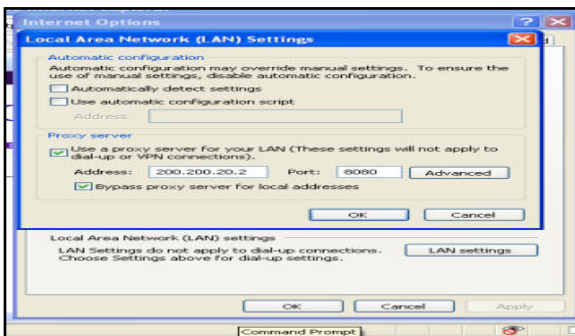 Internet Options
Local Area Network (LAN) Settings
Automatic configuration
Automatic configuration may override manual settings. To ensure the
use of manual settings, disable automatic configuration.
Automatically detect settings
Use automatic configuration script
Address
Proxy server
Use a proxy server for your LAN (These settings will not apply to
dial-up or VPN connections).
Address: 200.200.20.2 Port: 8080 Advanced
Bypass proxy server for local addresses
OK Cancel
Local Area Network (LAN) settings
LAN Settings do not apply to dial-up connections.
Choose Settings above for dial-up settings.
LAN settings
OK Cancel Apply
Command Prompt